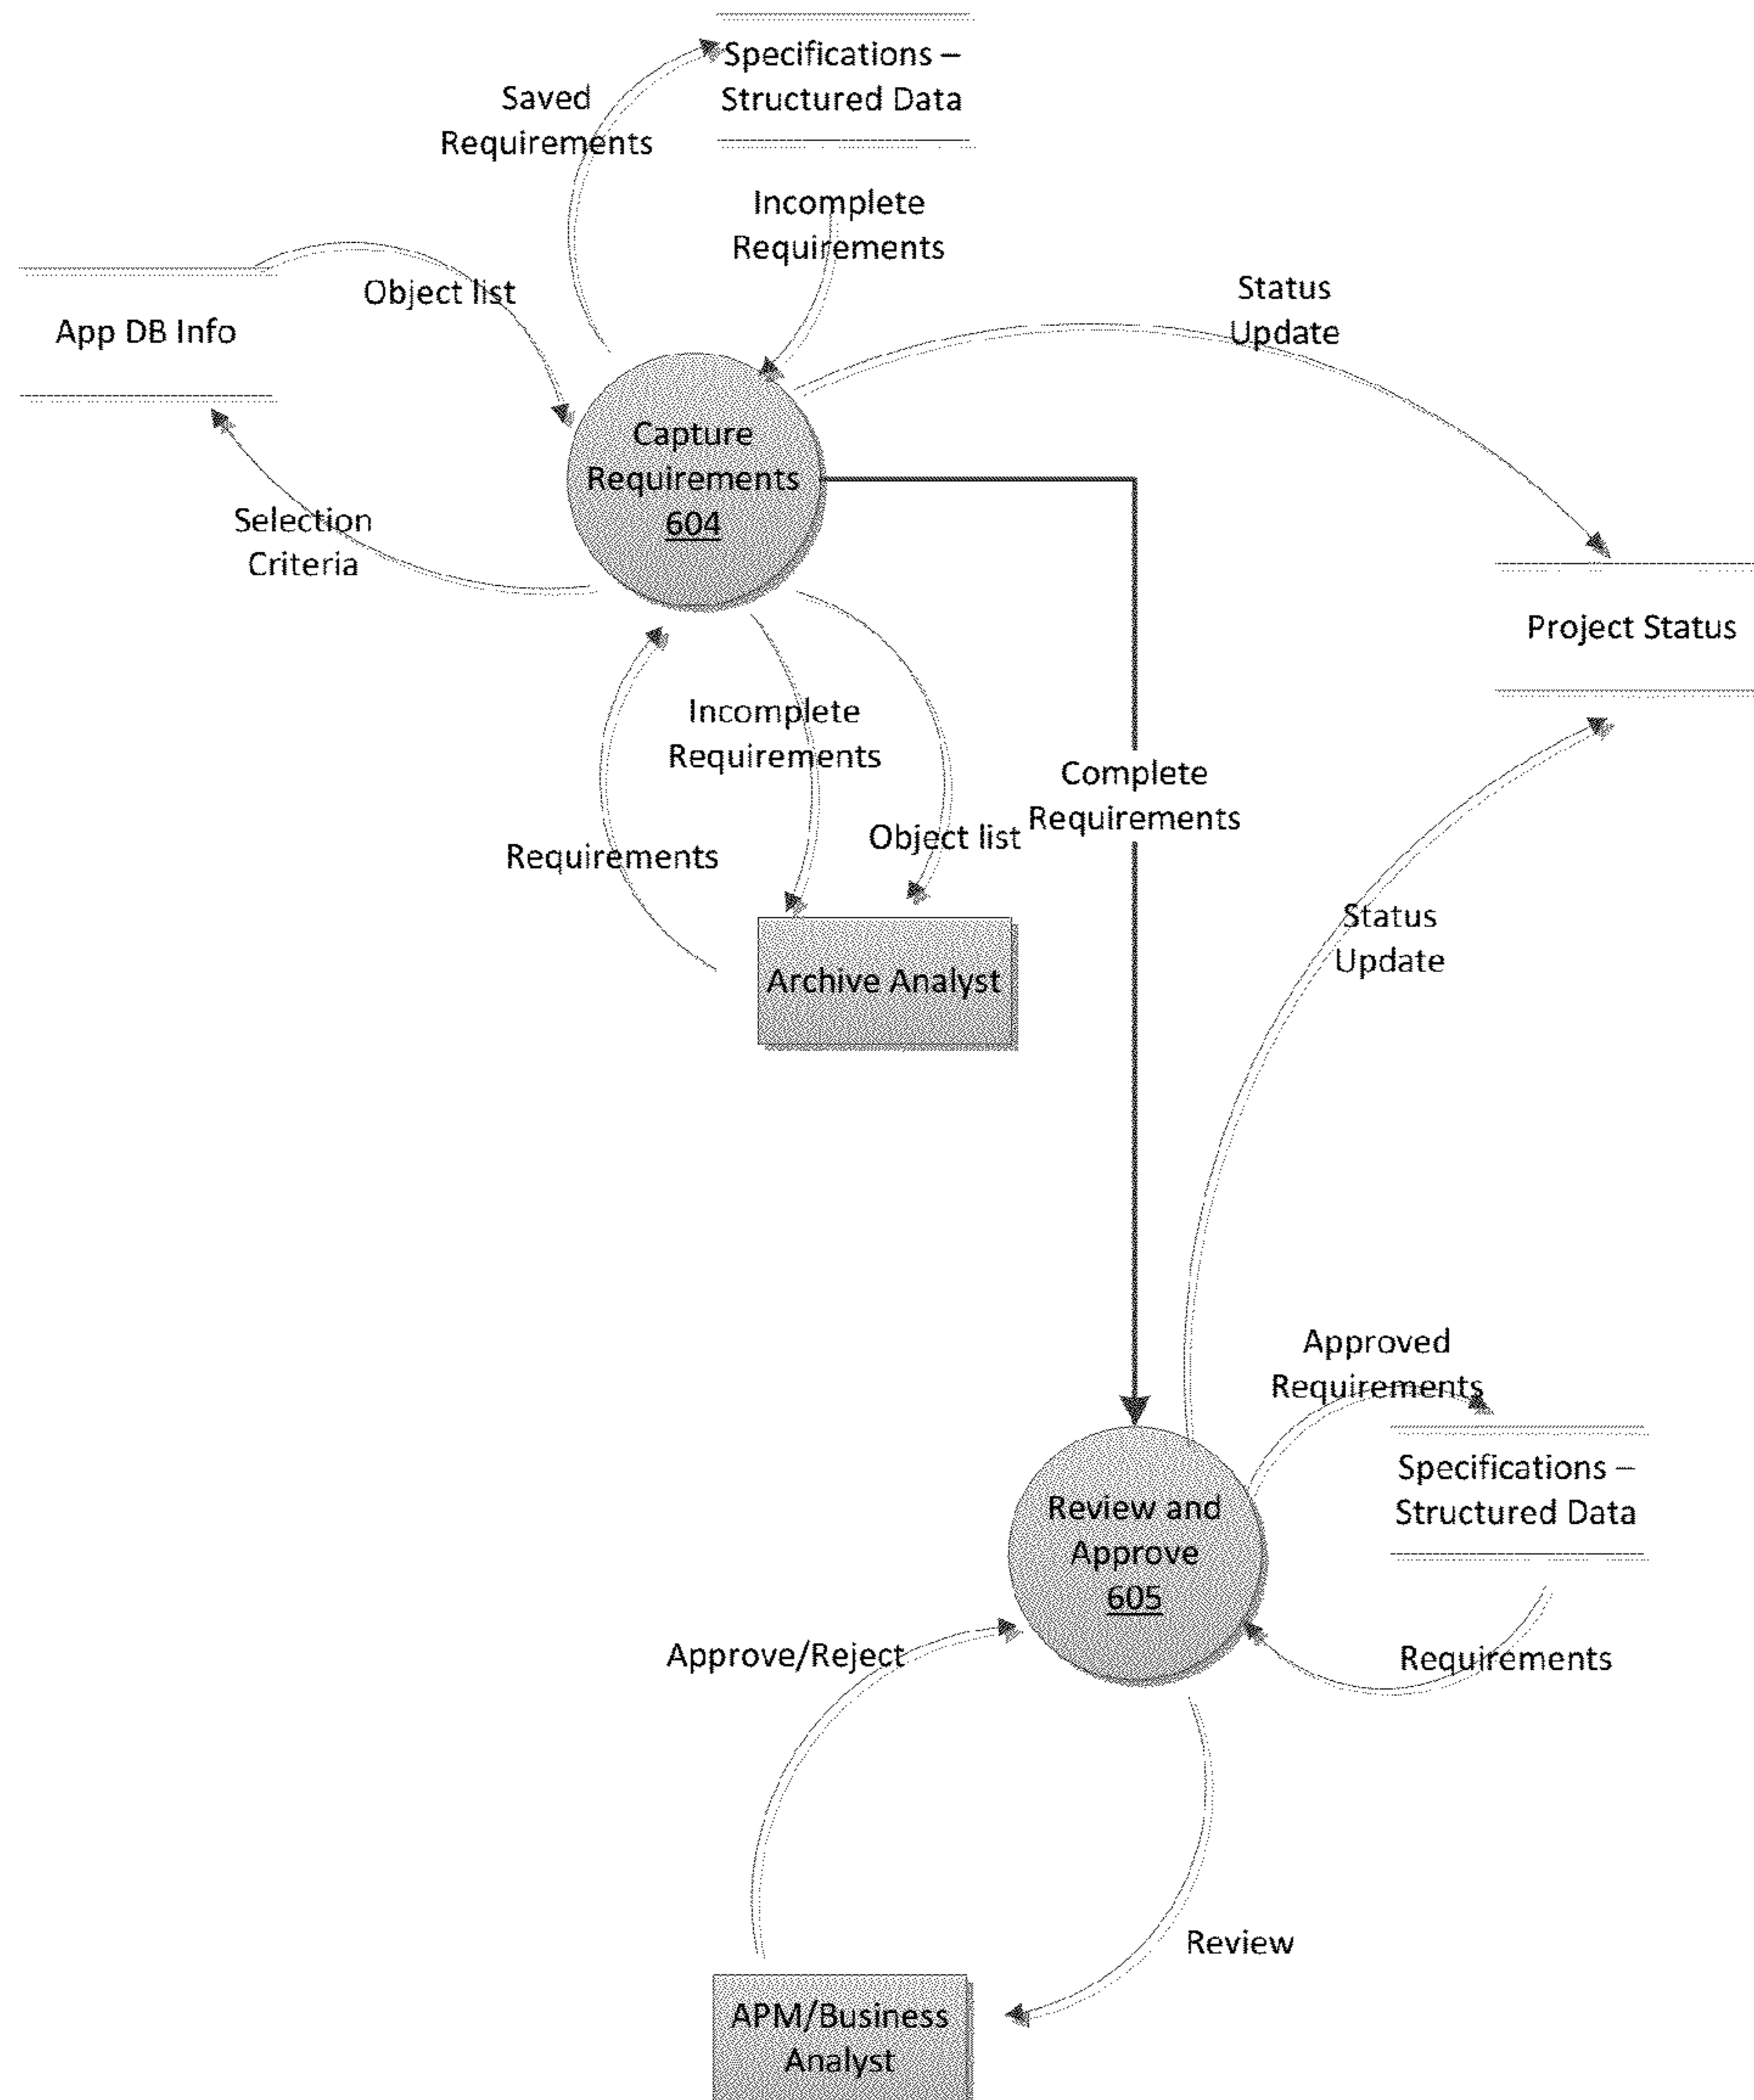 Specifications –
Structured Data
Saved
Requirements
Incomplete
Requirements
Object list
App DB Info
Status
Update
Capture
Requirements
604
Selection
Criteria
Project Status
Incomplete
Requirements
Complete
Requirements
Object list
Requirements
Status
Update
Archive Analyst
Approved
Requirements
Specifications –
Structured Data
Review and
Approve
605
Approve/Reject
Requirements
Review
APM/Business
Analyst